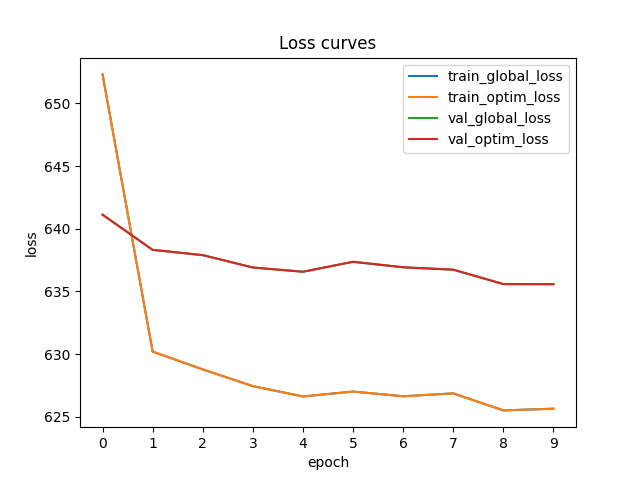 Loss curves
train_global_loss
train_optim_loss
val_global_loss
val_optim_loss
loss
650
645
640
635
630
625
0 1 2 3 4 5 6 7 8 9
epoch